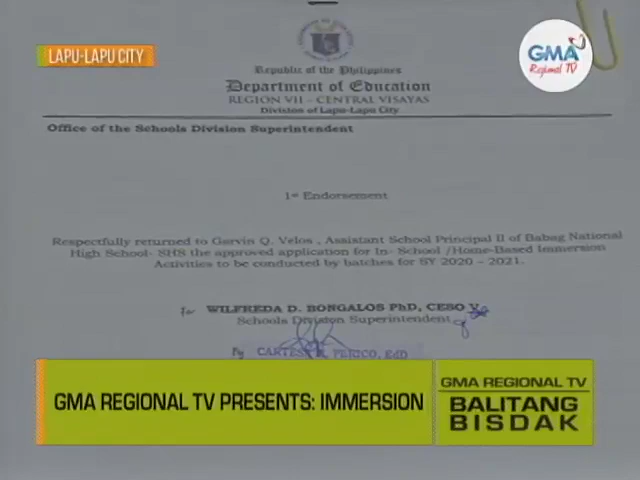 LAPU-LAPU CITY
GMA
Regional TV
Republic of the Philippines
Department of Education
REGION VII - CENTRAL VISAYAS
Division of Lapu-Lapu City
Office of the Schools Division Superintendent
1st Endorsement
Respectfully returned to Garvin Q. Velos , Assistant School Principal II of Babag National
High School- SHS the approved application for In- School /Home-Based Immersion
Activities to be conducted by batches for SY 2020 - 2021.
For WILFREDA D. BONGALOS PhD, CESO V
Schools Division Superintendent
By
EdD
GMA REGIONAL TV PRESENTS: IMMERSION
GMA REGIONAL TV
BALITANG
BISDAK